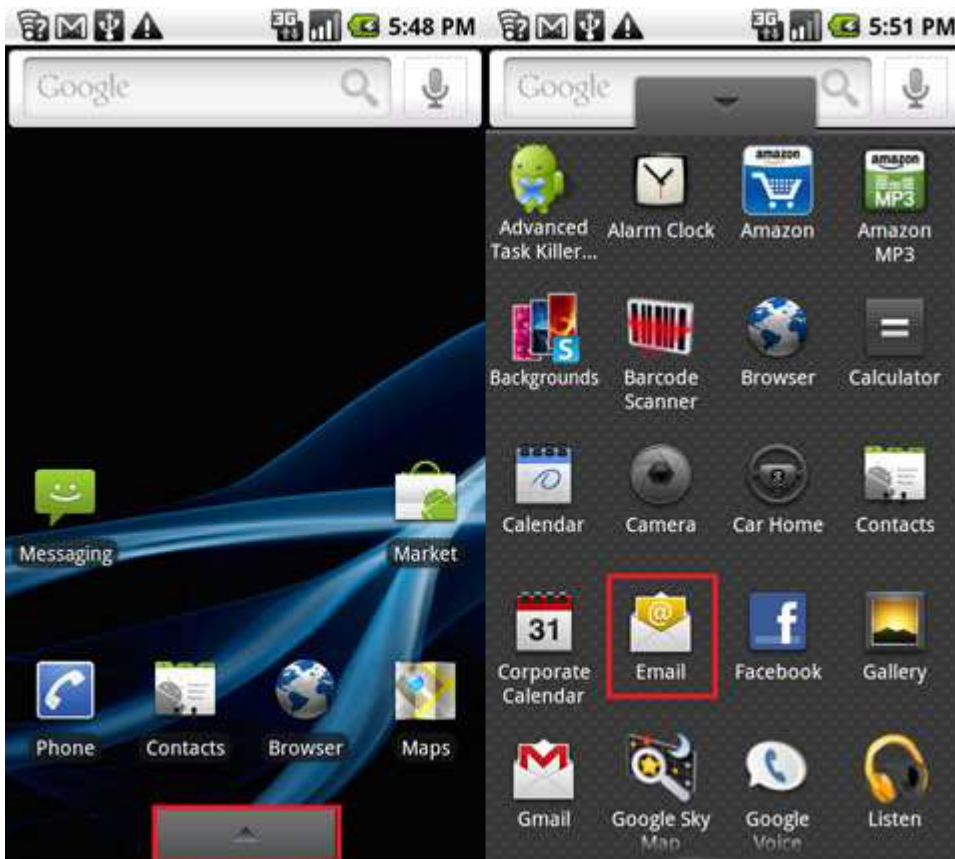 3G 5:48 PM
Google
Messaging
Market
Phone Contacts Browser Maps
3G 5:51 PM
Google
amazon
amazon
MP3
Advanced
Task Killer...
Alarm Clock
Amazon
Amazon
MP3
S
=
Backgrounds
Barcode
Scanner
Browser
Calculator
Calendar
Camera
Car Home
Contacts
31
@
f
Corporate
Calendar
Email
Facebook
Gallery
Gmail
Google Sky
Map
Google
Voice
Listen